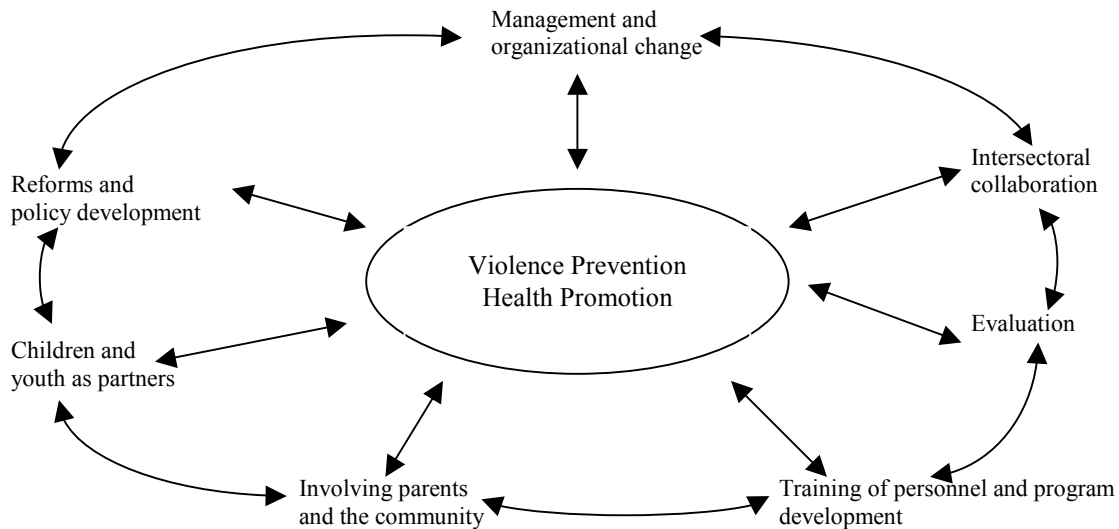 Management and
organizational change
Reforms and
policy development
Intersectoral
collaboration
Violence Prevention
Health Promotion
Children and
youth as partners
Evaluation
Involving parents
and the community
Training of personnel and program
development